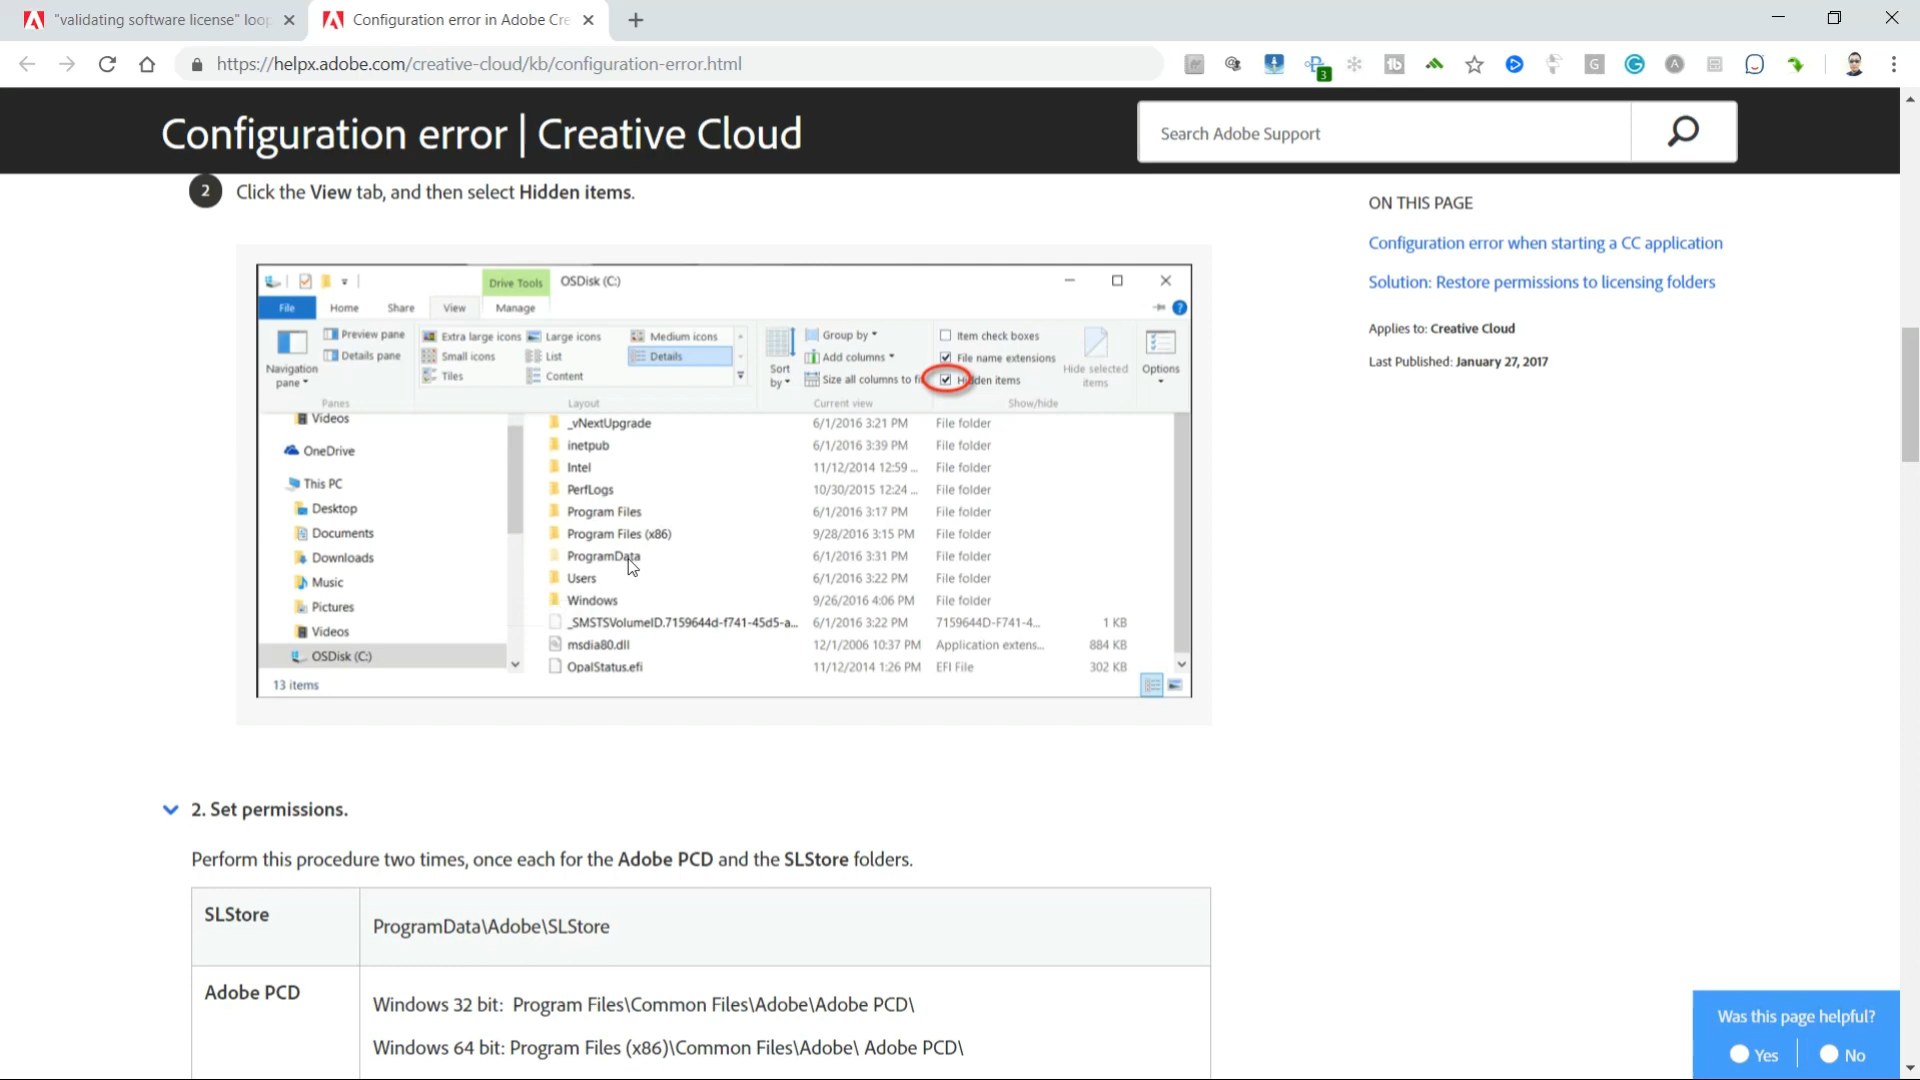 "validating software license" loop
Configuration error in Adobe Cre
https://helpx.adobe.com/creative-cloud/kb/configuration-error.html
3
Configuration error | Creative Cloud
Search Adobe Support
2 Click the View tab, and then select Hidden items.
Drive Tools OSDisk (C:)
File Home Share View Manage
Navigation pane
Preview pane
Details pane
Panes
Extra large icons Large icons Medium icons
Small icons List Details
Tiles Content
Layout
Sort by
Group by
Add columns
Size all columns to fi
Current view
Item check boxes
File name extensions
Hidden items
Hide selected items
Show/hide
Options
Videos
OneDrive
This PC
Desktop
Documents
Downloads
Music
Pictures
Videos
OSDisk (C:)
_vNextUpgrade 6/1/2016 3:21 PM File folder
inetpub 6/1/2016 3:39 PM File folder
Intel 11/12/2014 12:59 ... File folder
PerfLogs 10/30/2015 12:24 ... File folder
Program Files 6/1/2016 3:17 PM File folder
Program Files (x86) 9/28/2016 3:15 PM File folder
ProgramData 6/1/2016 3:31 PM File folder
Users 6/1/2016 3:22 PM File folder
Windows 9/26/2016 4:06 PM File folder
_SMSTSVolumeID.7159644d-f741-45d5-a... 6/1/2016 3:22 PM 7159644D-F741-4... 1 KB
msdia80.dll 12/1/2006 10:37 PM Application extens... 884 KB
OpalStatus.efi 11/12/2014 1:26 PM EFI File 302 KB
13 items
ON THIS PAGE
Configuration error when starting a CC application
Solution: Restore permissions to licensing folders
Applies to: Creative Cloud
Last Published: January 27, 2017
2. Set permissions.
Perform this procedure two times, once each for the Adobe PCD and the SLStore folders.
SLStore
ProgramData\Adobe\SLStore
Adobe PCD
Windows 32 bit: Program Files\Common Files\Adobe\Adobe PCD\
Windows 64 bit: Program Files (x86)\Common Files\Adobe\ Adobe PCD\
Was this page helpful?
Yes
No